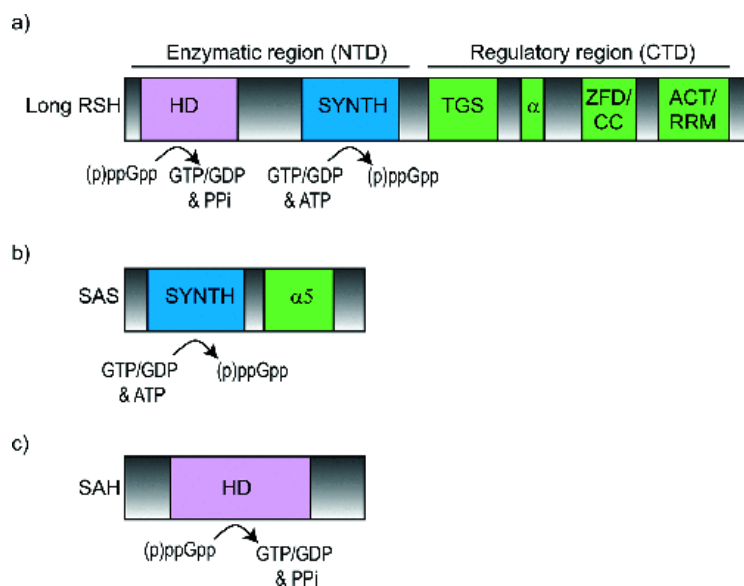 a)
Enzymatic region (NTD) Regulatory region (CTD)
Long RSH HD SYNTH TGS α ZFD/ CC ACT/ RRM
(p)ppGpp GTP/GDP & PPi GTP/GDP & ATP (p)ppGpp
b)
SAS SYNTH α5
GTP/GDP & ATP (p)ppGpp
c)
SAH HD
(p)ppGpp GTP/GDP & PPi